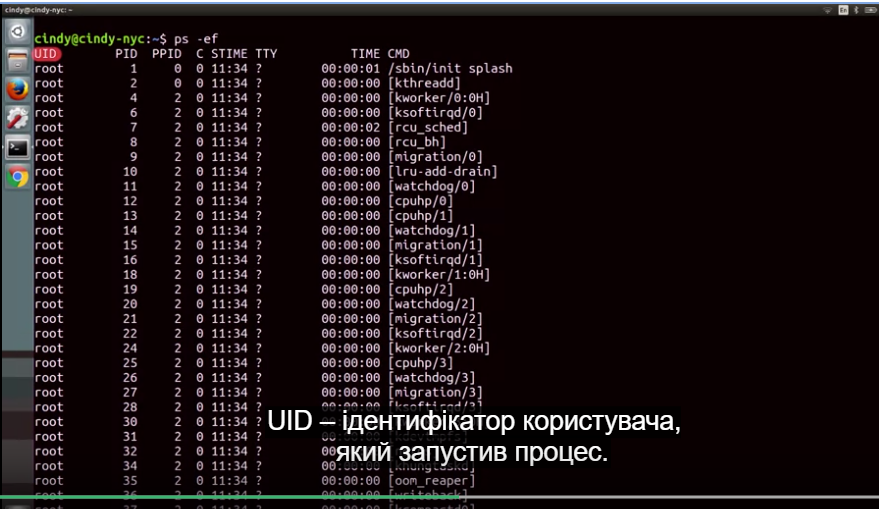 cindy@cindy-nyc: ~
En
cindy@cindy-nyc:~$ ps -ef
UID PID PPID C STIME TTY TIME CMD
root 1 0 0 11:34 ? 00:00:01 /sbin/init splash
root 2 0 0 11:34 ? 00:00:00 [kthreadd]
root 4 2 0 11:34 ? 00:00:00 [kworker/0:0H]
root 6 2 0 11:34 ? 00:00:00 [ksoftirqd/0]
root 7 2 0 11:34 ? 00:00:02 [rcu_sched]
root 8 2 0 11:34 ? 00:00:00 [rcu_bh]
root 9 2 0 11:34 ? 00:00:00 [migration/0]
root 10 2 0 11:34 ? 00:00:00 [lru-add-drain]
root 11 2 0 11:34 ? 00:00:00 [watchdog/0]
root 12 2 0 11:34 ? 00:00:00 [cpuhp/0]
root 13 2 0 11:34 ? 00:00:00 [cpuhp/1]
root 14 2 0 11:34 ? 00:00:00 [watchdog/1]
root 15 2 0 11:34 ? 00:00:00 [migration/1]
root 16 2 0 11:34 ? 00:00:00 [ksoftirqd/1]
root 18 2 0 11:34 ? 00:00:00 [kworker/1:0H]
root 19 2 0 11:34 ? 00:00:00 [cpuhp/2]
root 20 2 0 11:34 ? 00:00:00 [watchdog/2]
root 21 2 0 11:34 ? 00:00:00 [migration/2]
root 22 2 0 11:34 ? 00:00:00 [ksoftirqd/2]
root 24 2 0 11:34 ? 00:00:00 [kworker/2:0H]
root 25 2 0 11:34 ? 00:00:00 [cpuhp/3]
root 26 2 0 11:34 ? 00:00:00 [watchdog/3]
root 27 2 0 11:34 ? 00:00:00 [migration/3]
root 28 2 0 11:34 ? 00:00:00 [ksoftirqd/3]
root 30 2 0 11:34 ?
root 31 2 0 11:34 ?
root 32 2 0 11:34 ?
root 34 2 0 11:34 ? [khungtaskd]
root 35 2 0 11:34 ? 00:00:00 [oom_reaper]
root 36 2 0 11:34 ? 00:00:00 [writeback]
root 37 2 0 11:34 ? 00:00:00 [kcompactd0]
UID – ідентифікатор користувача,
який запустив процес.